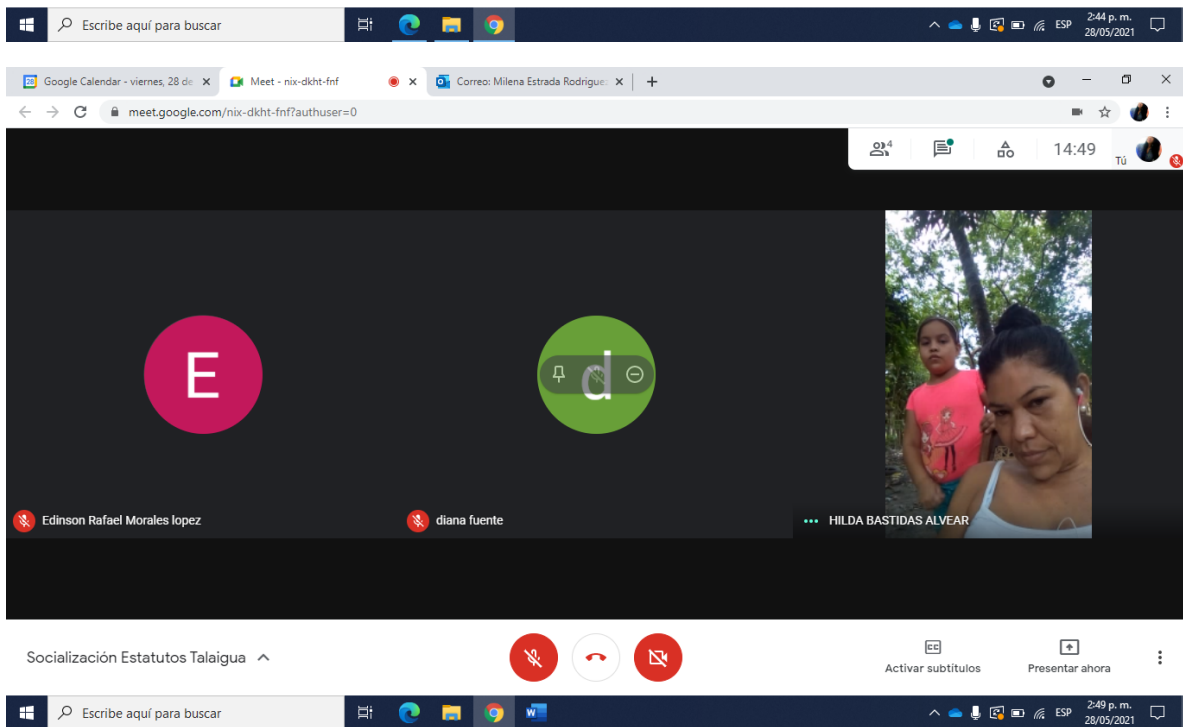 Escribe aquí para buscar
ESP
2:44 p. m.
28/05/2021
Google Calendar - viernes, 28 de
Meet - nix-dkht-fnf
Correo: Milena Estrada Rodrigue
meet.google.com/nix-dkht-fnf?authuser=0
4
14:49
Tú
E
d
Edinson Rafael Morales lopez
diana fuente
HILDA BASTIDAS ALVEAR
Socialización Estatutos Talaigua
CC
Activar subtítulos
Presentar ahora
Escribe aquí para buscar
ESP
2:49 p. m.
28/05/2021